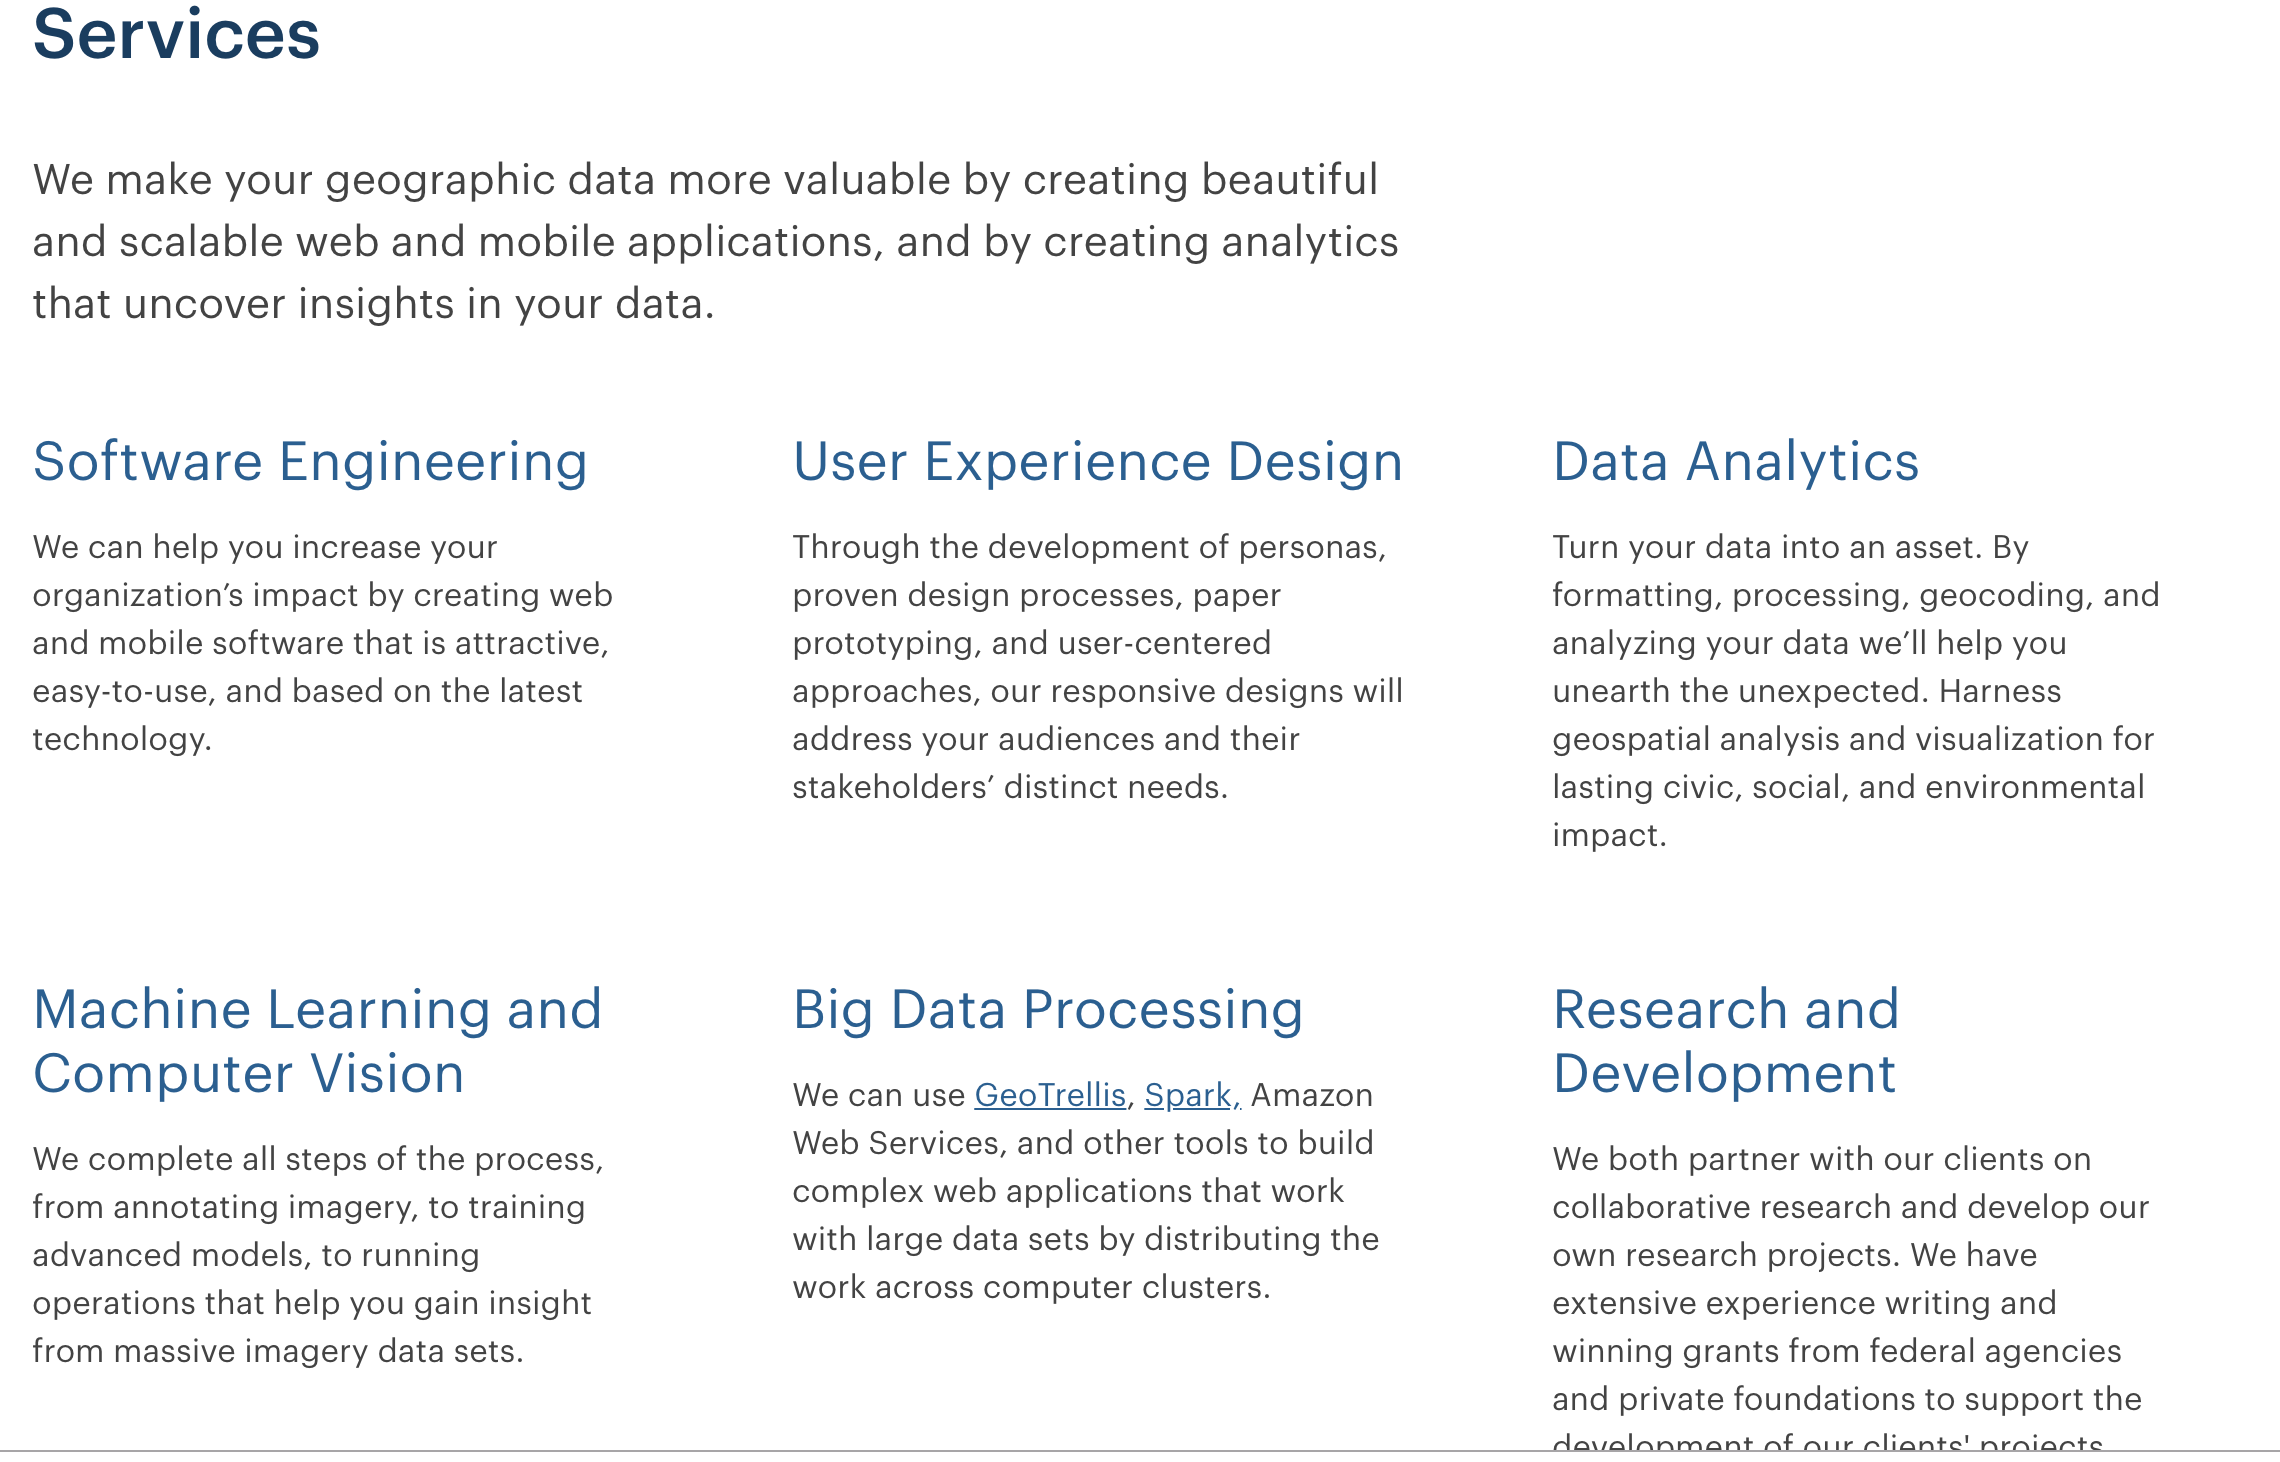 Services
We make your geographic data more valuable by creating beautiful
and scalable web and mobile applications, and by creating analytics
that uncover insights in your data.
Software Engineering
We can help you increase your
organization’s impact by creating web
and mobile software that is attractive,
easy-to-use, and based on the latest
technology.
User Experience Design
Through the development of personas,
proven design processes, paper
prototyping, and user-centered
approaches, our responsive designs will
address your audiences and their
stakeholders’ distinct needs.
Data Analytics
Turn your data into an asset. By
formatting, processing, geocoding, and
analyzing your data we’ll help you
unearth the unexpected. Harness
geospatial analysis and visualization for
lasting civic, social, and environmental
impact.
Machine Learning and
Computer Vision
We complete all steps of the process,
from annotating imagery, to training
advanced models, to running
operations that help you gain insight
from massive imagery data sets.
Big Data Processing
We can use GeoTrellis, Spark, Amazon
Web Services, and other tools to build
complex web applications that work
with large data sets by distributing the
work across computer clusters.
Research and
Development
We both partner with our clients on
collaborative research and develop our
own research projects. We have
extensive experience writing and
winning grants from federal agencies
and private foundations to support the
development of our clients' projects